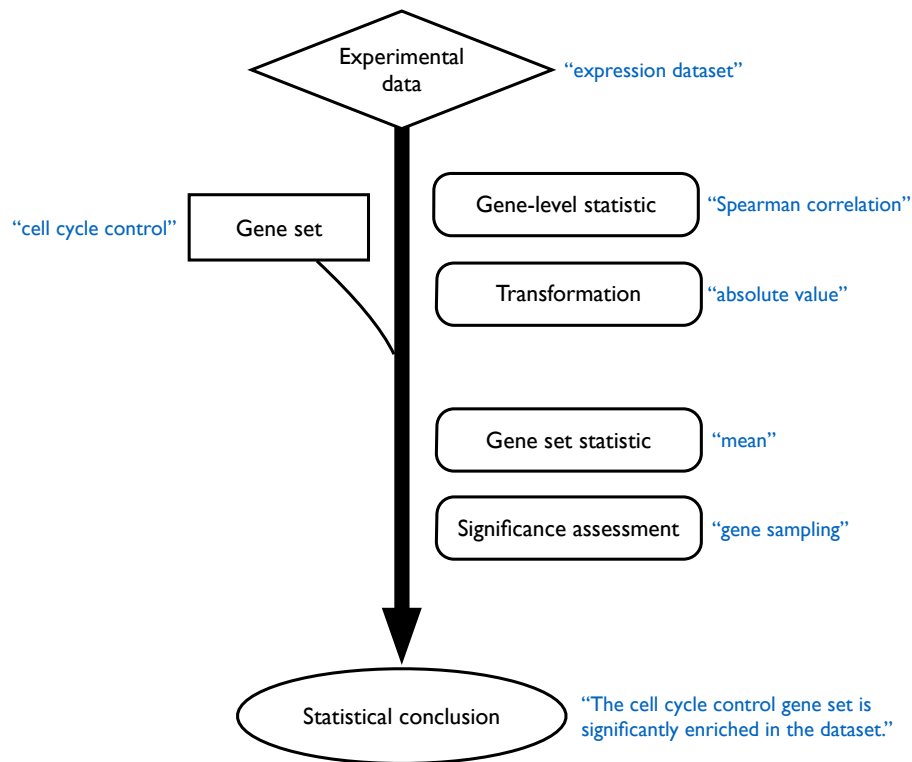 Experimental
data
“expression dataset”
Gene-level statistic
“Spearman correlation”
“cell cycle control”
Gene set
Transformation
“absolute value”
Gene set statistic
“mean”
Significance assessment
“gene sampling”
Statistical conclusion
“The cell cycle control gene set is
significantly enriched in the dataset.”